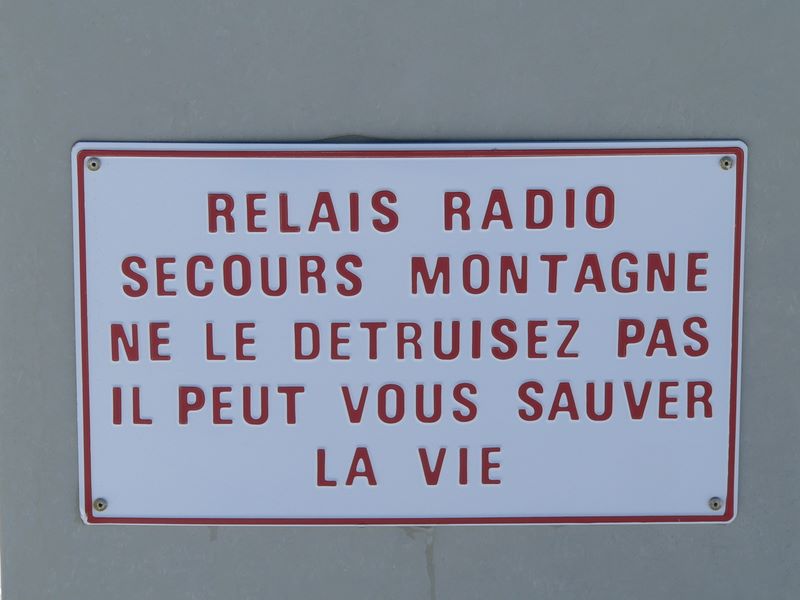 RELAIS RADIO
SECOURS MONTAGNE
NE LE DETRUISEZ PAS
IL PEUT VOUS SAUVER
LA VIE